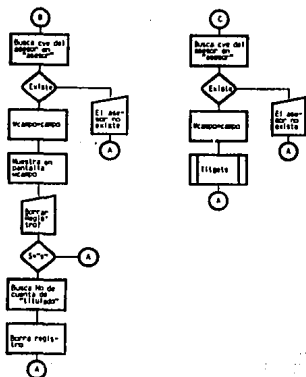 B
Busca cve del
asesor en
"asesor"
Existe
El ase-
sor no
existe
A
Wcampo=campo
Muestra en
pantalla
wcampo
Borrar
Regis-
tro?
S="s"
A
Busca No de
cuenta de
"titulado"
Borra regis-
tro
A
C
Busca cve del
asesor en
"asesor"
Existe
El ase-
sor no
existe
A
Wcampo=campo
A